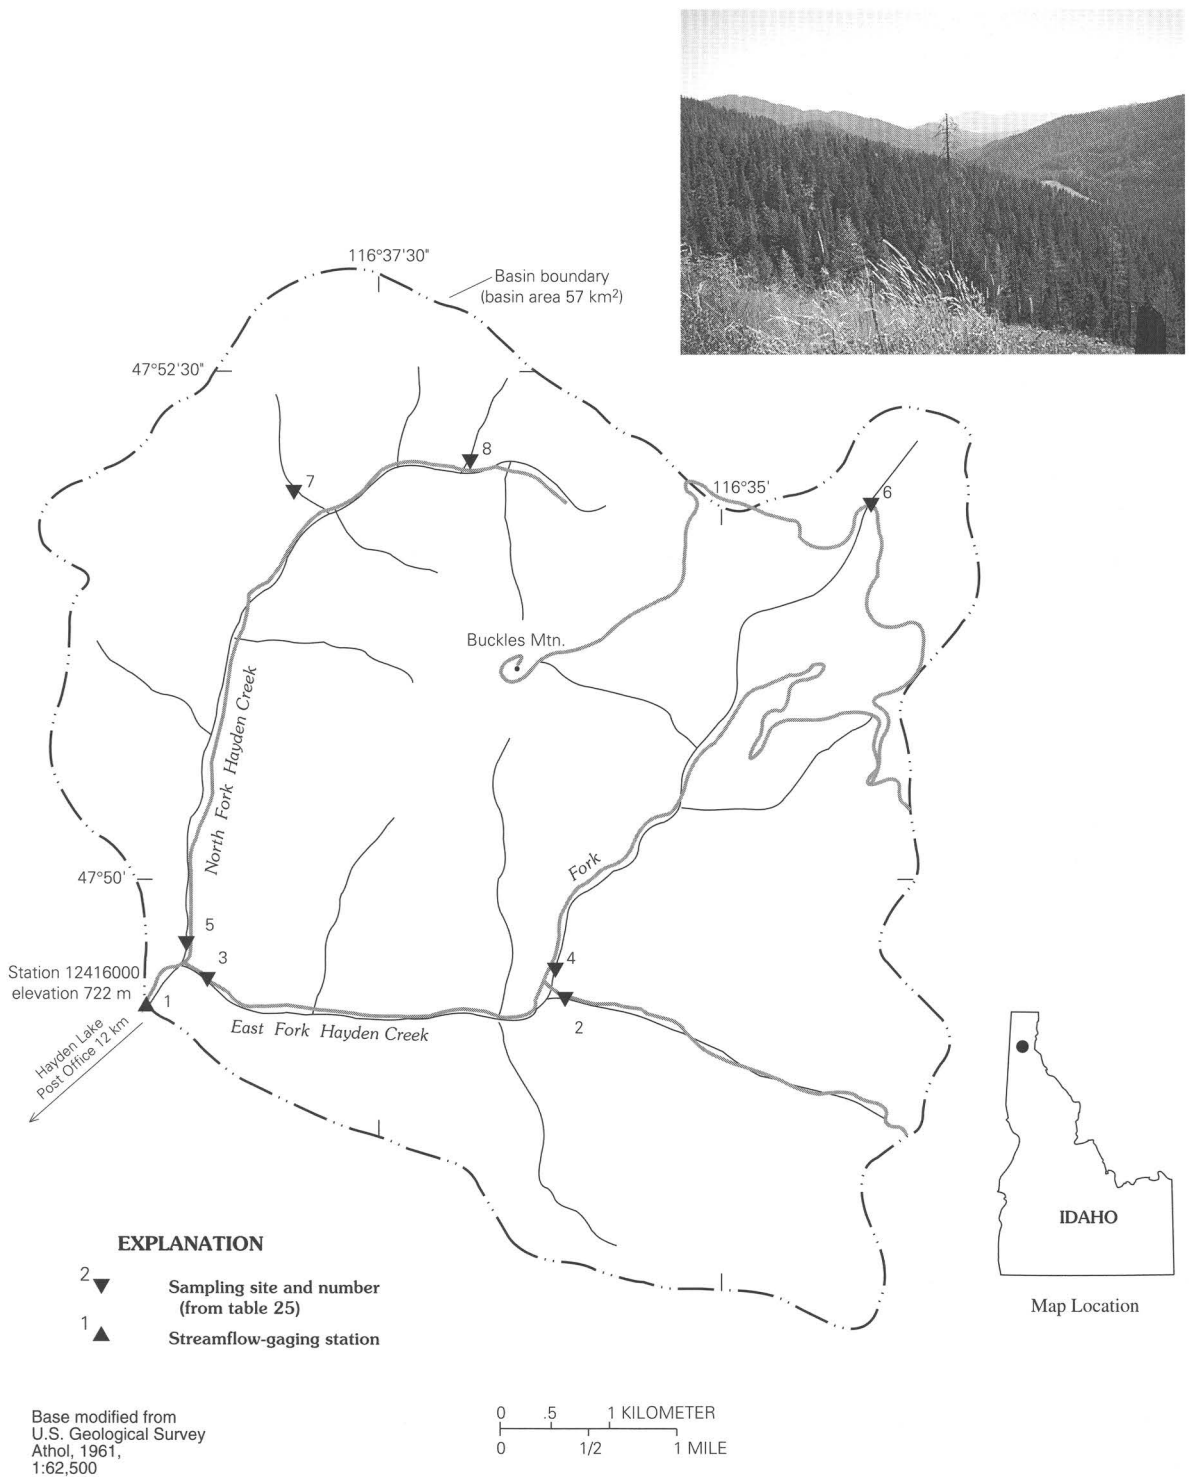 116°37'30"
Basin boundary
(basin area 57 km²)
47°52'30"
8
7
116°35'
6
Buckles Mtn.
North Fork Hayden Creek
Fork
47°50'
5
3
4
Station 12416000
elevation 722 m
1
2
East Fork Hayden Creek
Hayden Lake
Post Office 12 km
IDAHO
Map Location
EXPLANATION
2 Sampling site and number
(from table 25)
1 Streamflow-gaging station
Base modified from
U.S. Geological Survey
Athol, 1961,
1:62,500
0 .5 1 KILOMETER
0 1/2 1 MILE